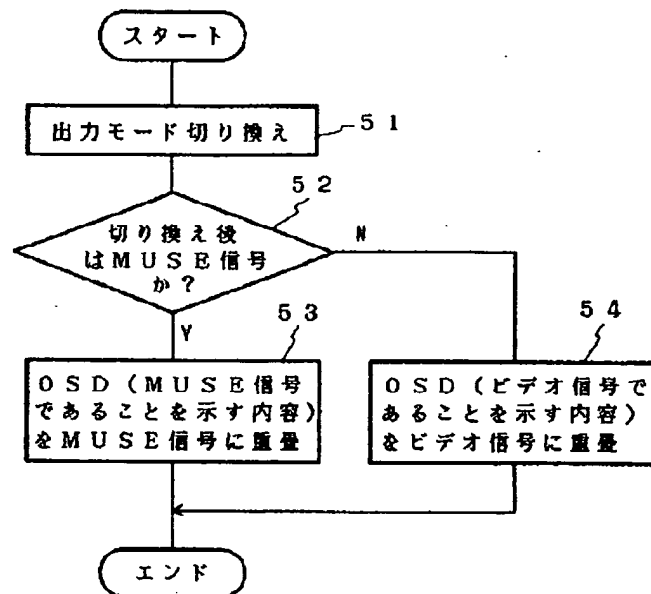 スタート
出力モード切り換え
51
52
切り換え後
はMUSE信号
か?
N
Y
53
OSD(MUSE信号
であることを示す内容)
をMUSE信号に重畳
54
OSD(ビデオ信号で
あることを示す内容)
をビデオ信号に重畳
エンド